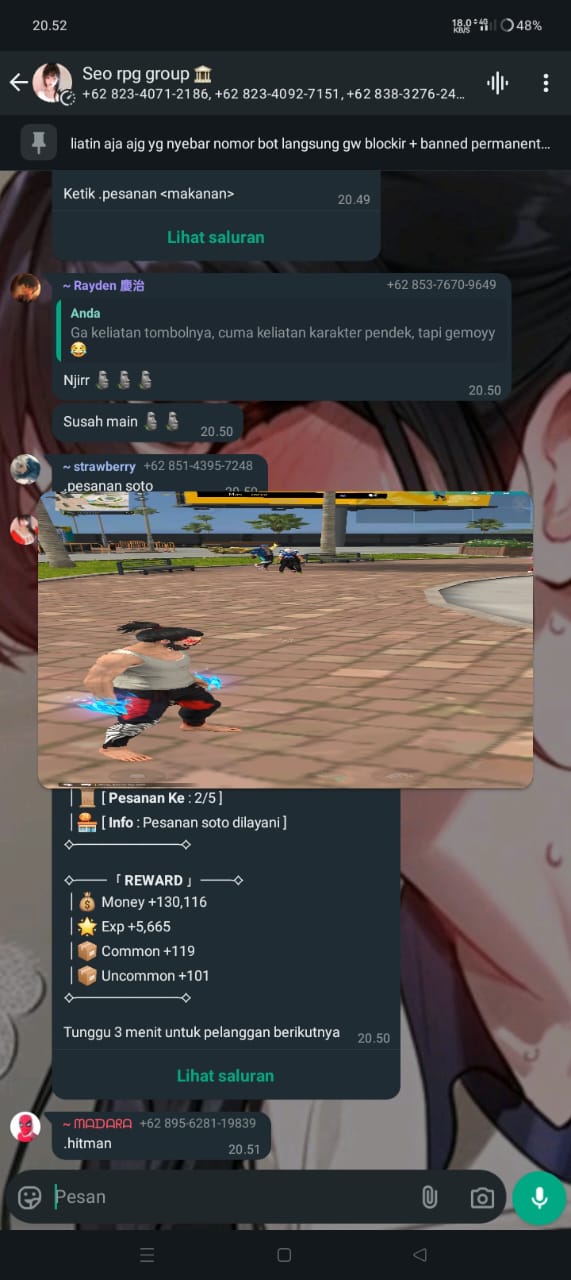 20.52
18.0 KB/S 4G 48%
Seo rpg group 🏛️
+62 823-4071-2186, +62 823-4092-7151, +62 838-3276-24...
liatin aja ajg yg nyebar nomor bot langsung gw blockir + banned permanent...
Ketik .pesanan <makanan>
20.49
Lihat saluran
~ Rayden 慶治 +62 853-7670-9649
Anda
Ga keliatan tombolnya, cuma keliatan karakter pendek, tapi gemoyy
😂
Njirr 🗿 🗿 🗿
20.50
Susah main 🗿 🗿
20.50
~ strawberry +62 851-4395-7248
.pesanan soto
20.50
[ Pesanan Ke : 2/5 ]
[ Info : Pesanan soto dilayani ]
「 REWARD 」
Money +130,116
Exp +5,665
Common +119
Uncommon +101
Tunggu 3 menit untuk pelanggan berikutnya
20.50
Lihat saluran
~ MADARA +62 895-6281-19839
.hitman
20.51
Pesan